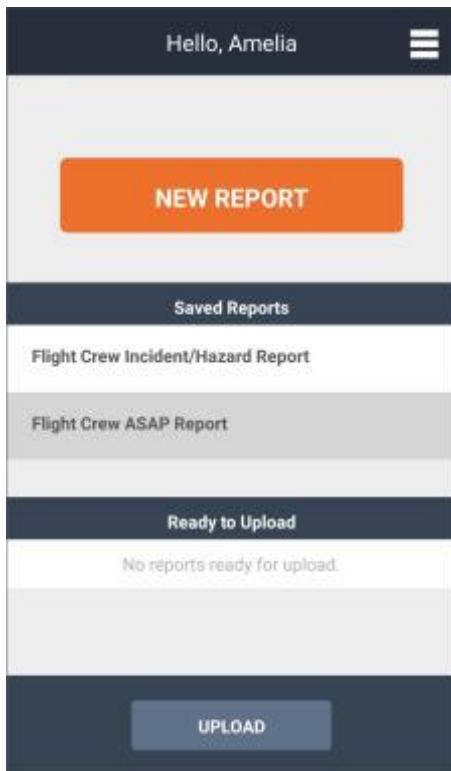 Hello, Amelia
NEW REPORT
Saved Reports
Flight Crew Incident/Hazard Report
Flight Crew ASAP Report
Ready to Upload
No reports ready for upload.
UPLOAD